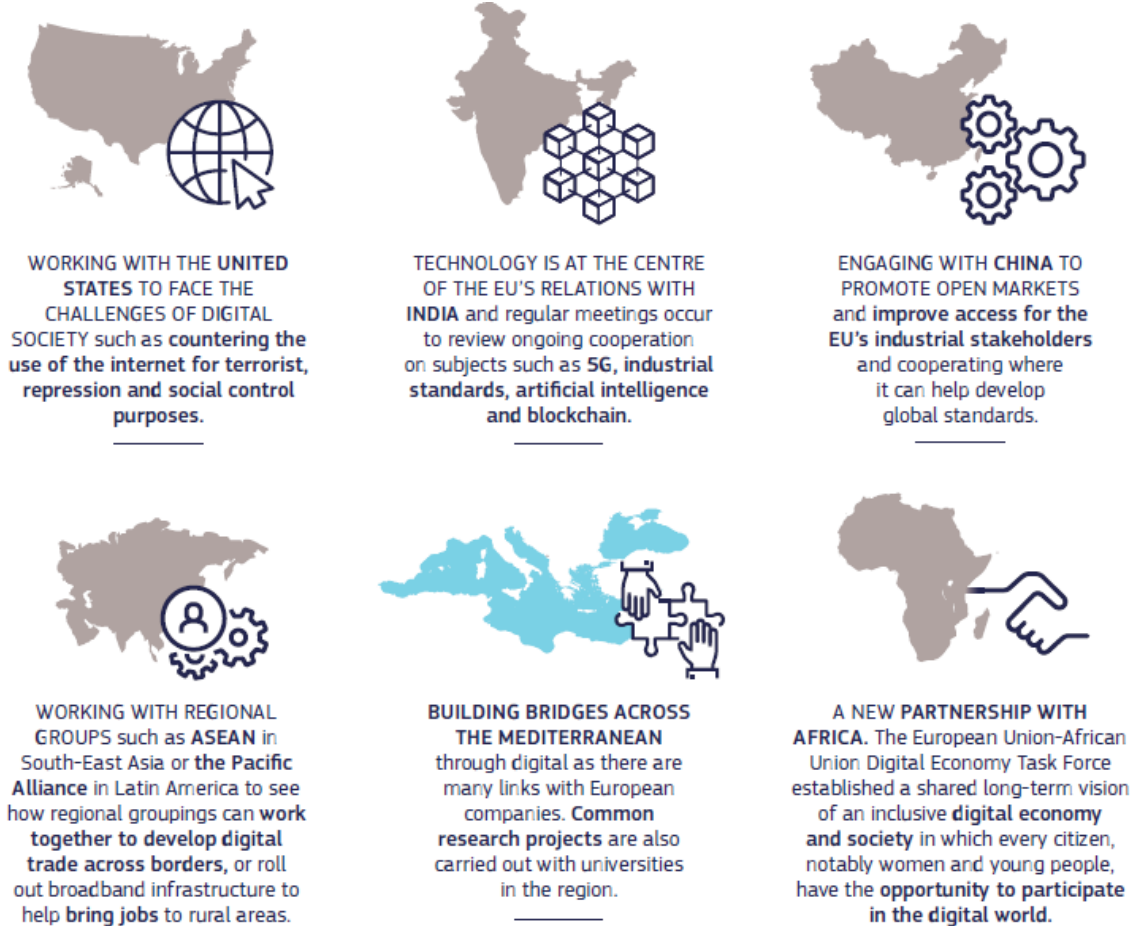 WORKING WITH THE UNITED
STATES TO FACE THE
CHALLENGES OF DIGITAL
SOCIETY such as countering the
use of the internet for terrorist,
repression and social control
purposes.
TECHNOLOGY IS AT THE CENTRE
OF THE EU'S RELATIONS WITH
INDIA and regular meetings occur
to review ongoing cooperation
on subjects such as 5G, industrial
standards, artificial intelligence
and blockchain.
ENGAGING WITH CHINA TO
PROMOTE OPEN MARKETS
and improve access for the
EU's industrial stakeholders
and cooperating where
it can help develop
global standards.
WORKING WITH REGIONAL
GROUPS such as ASEAN in
South-East Asia or the Pacific
Alliance in Latin America to see
how regional groupings can work
together to develop digital
trade across borders, or roll
out broadband infrastructure to
help bring jobs to rural areas.
BUILDING BRIDGES ACROSS
THE MEDITERRANEAN
through digital as there are
many links with European
companies. Common
research projects are also
carried out with universities
in the region.
A NEW PARTNERSHIP WITH
AFRICA. The European Union-African
Union Digital Economy Task Force
established a shared long-term vision
of an inclusive digital economy
and society in which every citizen,
notably women and young people,
have the opportunity to participate
in the digital world.